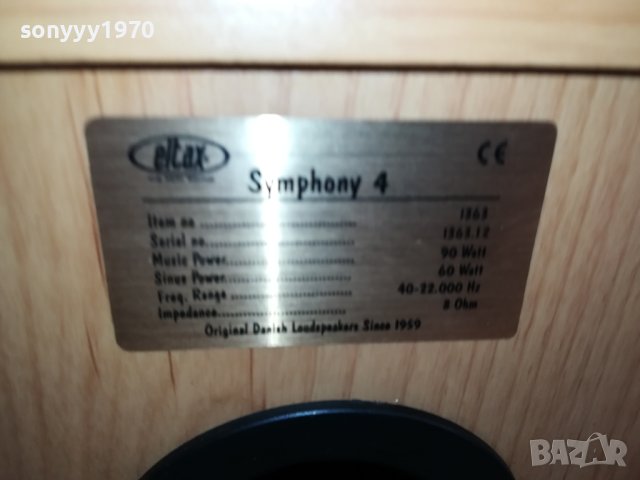 sonyyy1970
eltax
CE
Symphony 4
Item no. 1363
Serial no. 1363.12
Music Power 90 Watt
Sinus Power 60 Watt
Freq. Range 40-22.000 Hz
Impedance 8 Ohm
Original Danish Loudspeakers Since 1959
BAZAR
bg